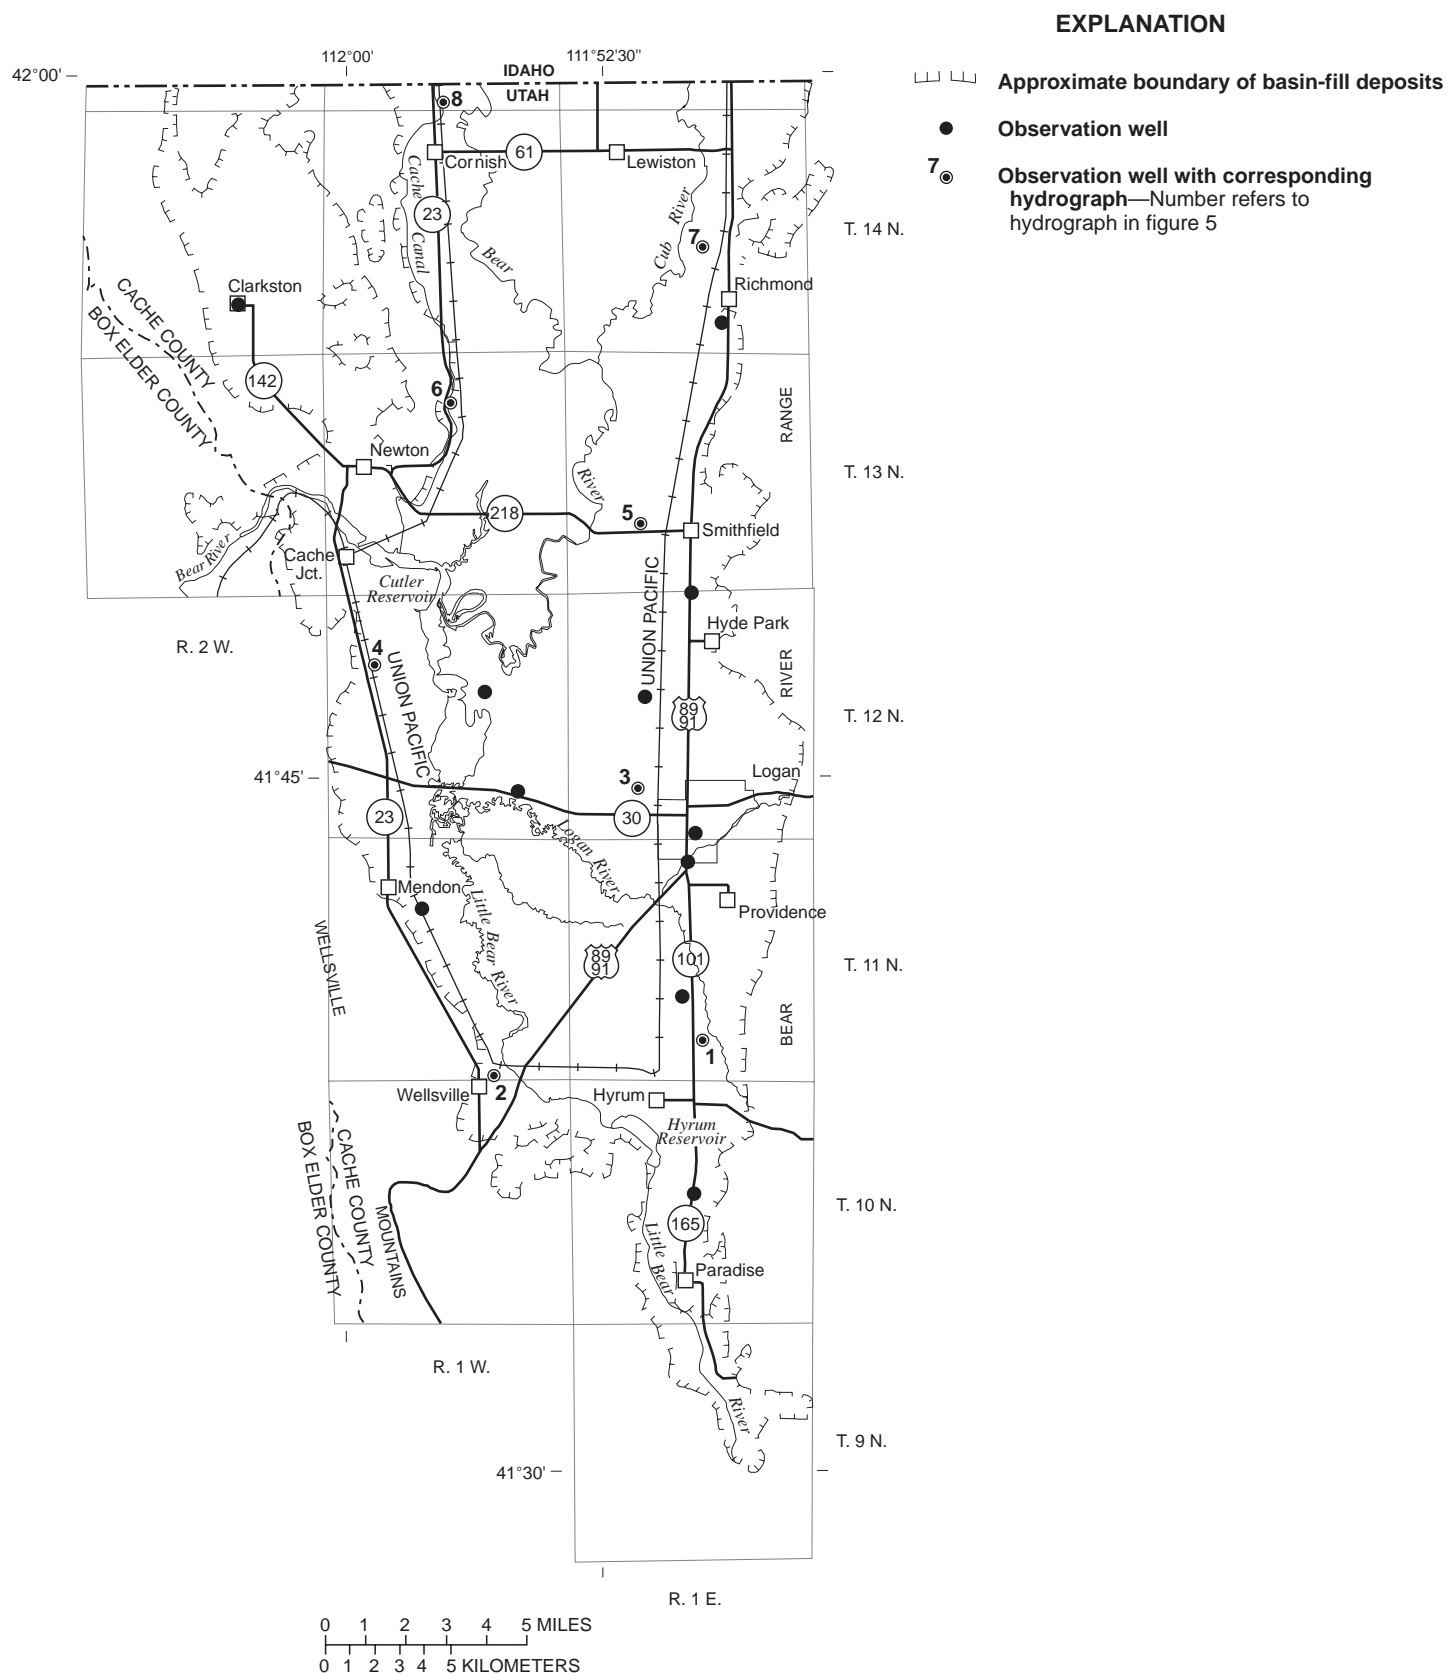 EXPLANATION
Approximate boundary of basin-fill deposits
Observation well
7
Observation well with corresponding
hydrograph—Number refers to
hydrograph in figure 5
42°00'
112°00'
111°52'30"
IDAHO
UTAH
8
Cornish
61
Lewiston
Cache
Canal
23
Bear
Cub
River
7
T. 14 N.
Clarkston
Richmond
CACHE COUNTY
BOX ELDER COUNTY
142
6
RANGE
Newton
River
T. 13 N.
218
5
Smithfield
Bear River
Cache
Jct.
Cutler
Reservoir
UNION PACIFIC
Hyde Park
R. 2 W.
4
UNION PACIFIC
RIVER
89
91
T. 12 N.
41°45'
3
Logan
23
30
Logan River
Mendon
Little Bear River
Providence
WELLSVILLE
89
91
101
T. 11 N.
BEAR
1
Wellsville
2
Hyrum
Hyrum
Reservoir
BOX ELDER COUNTY
CACHE COUNTY
MOUNTAINS
T. 10 N.
165
Little Bear
Paradise
R. 1 W.
River
T. 9 N.
41°30'
R. 1 E.
0 1 2 3 4 5 MILES
0 1 2 3 4 5 KILOMETERS